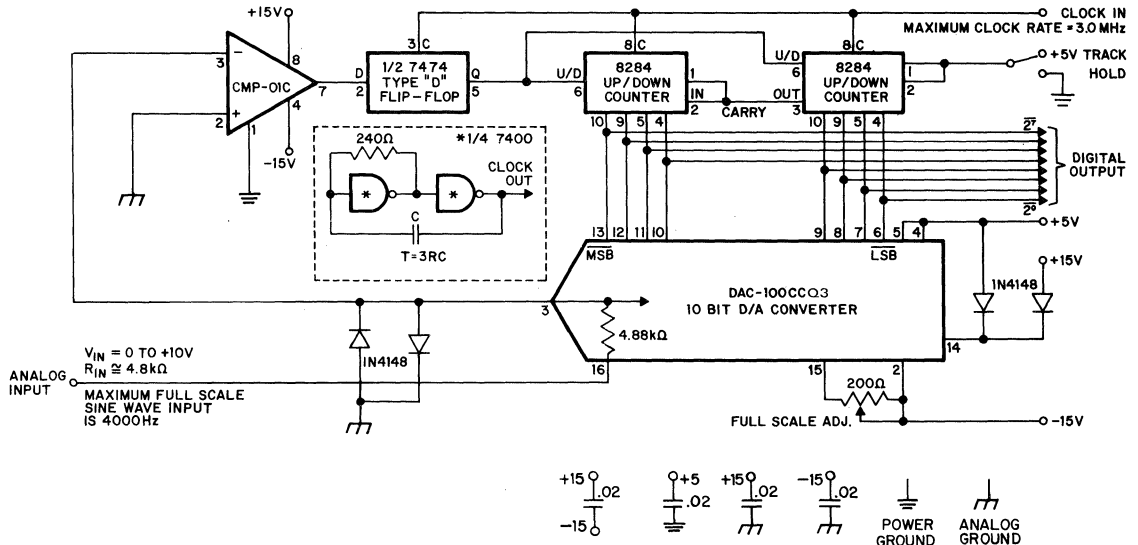 +15V
CLOCK IN
MAXIMUM CLOCK RATE = 3.0 MHz
3 C
8 C
8 C
3
−
8
CMP-01C
7
4
2
+
1
-15V
D
2
1/2 7474
TYPE "D"
FLIP-FLOP
Q
5
U/D
6
8284
UP/DOWN
COUNTER
1
IN
2
CARRY
U/D
6
OUT
3
8284
UP/DOWN
COUNTER
1
2
+5V TRACK
HOLD
10 9 5 4
10 9 5 4
2⁷
2⁰
DIGITAL
OUTPUT
*1/4 7400
240Ω
CLOCK
OUT
*
*
C
T=3RC
13 12 11 10
MSB
9 8 7 6 5 4
LSB
+5V
+15V
IN4148
DAC-100CCQ3
10 BIT D/A CONVERTER
3
4.88kΩ
14
16
15
2
IN4148
VIN = 0 TO +10V
RIN ≅ 4.8kΩ
ANALOG
INPUT
MAXIMUM FULL SCALE
SINE WAVE INPUT
IS 4000Hz
200Ω
FULL SCALE ADJ.
-15V
+15
.02
-15
+5
.02
+15
.02
-15
.02
POWER
GROUND
ANALOG
GROUND